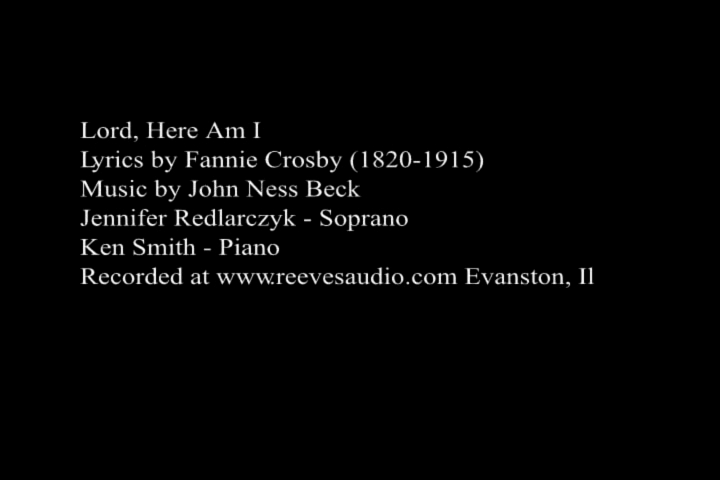 Lord, Here Am I
Lyrics by Fannie Crosby (1820-1915)
Music by John Ness Beck
Jennifer Redlarczyk - Soprano
Ken Smith - Piano
Recorded at www.reevesaudio.com Evanston, Il